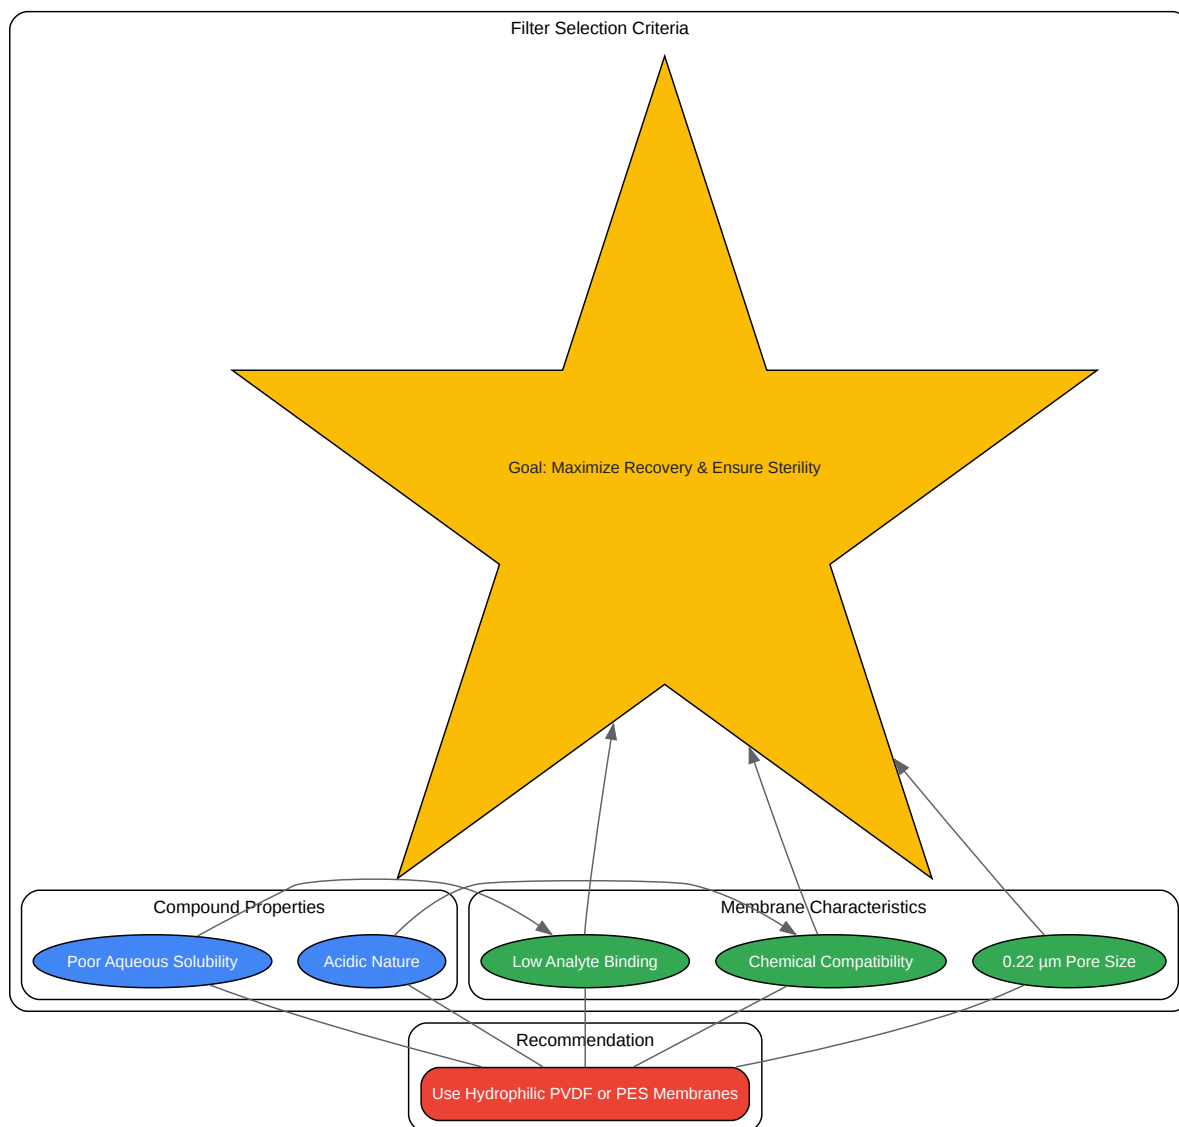 Filter Selection Criteria
Goal: Maximize Recovery & Ensure Sterility
Compound Properties
Membrane Characteristics
Poor Aqueous Solubility
Acidic Nature
Low Analyte Binding
Chemical Compatibility
0.22 µm Pore Size
Recommendation
Use Hydrophilic PVDF or PES Membranes